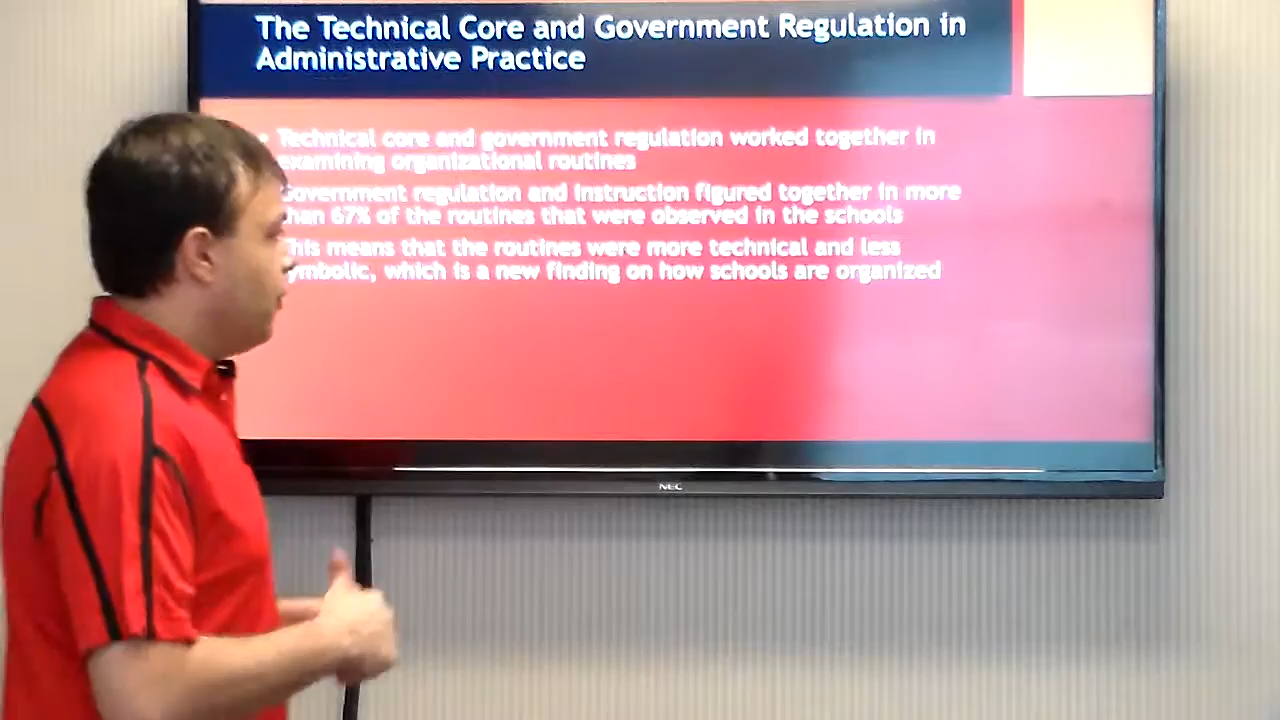 The Technical Core and Government Regulation in
Administrative Practice
• Technical core and government regulation worked together in
examining organizational routines
Government regulation and instruction figured together in more
than 67% of the routines that were observed in the schools
This means that the routines were more technical and less
symbolic, which is a new finding on how schools are organized
NEC